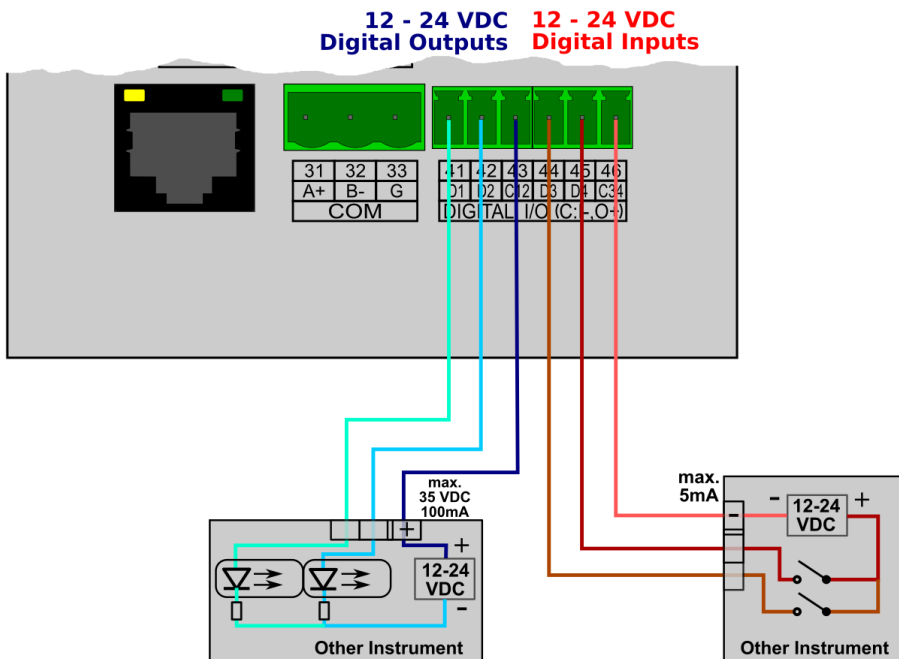 12 - 24 VDC
Digital Outputs
12 - 24 VDC
Digital Inputs
31 32 33
A+ B- G
COM
41 42 43 44 45 46
D1 D2 C12 D3 D4 C34
DIGITAL I/O (C:-,O+)
max.
35 VDC
100mA
+
+
12-24
VDC
-
Other Instrument
max.
5mA
-
- +
12-24
VDC
Other Instrument